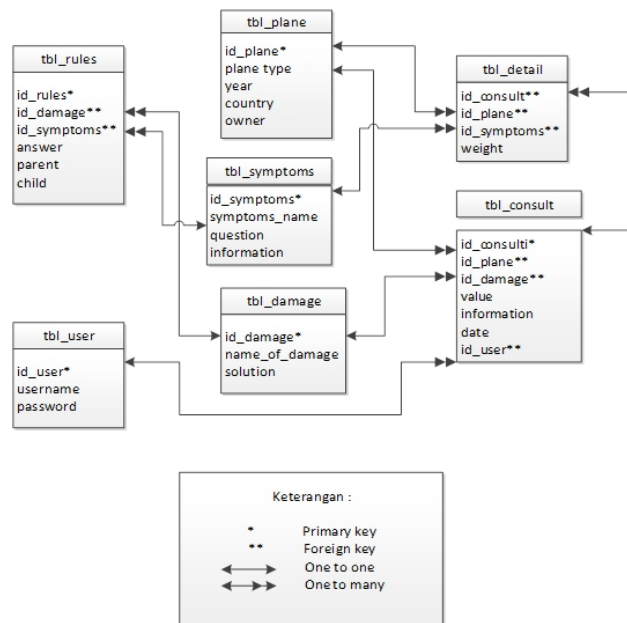 tbl_plane
id_plane*
plane type
year
country
owner
tbl_rules
id_rules*
id_damage**
id_symptoms**
answer
parent
child
tbl_detail
id_consult**
id_plane**
id_symptoms**
weight
tbl_symptoms
id_symptoms*
symptoms_name
question
information
tbl_consult
id_consulti*
id_plane**
id_damage**
value
information
date
id_user**
tbl_damage
id_damage*
name_of_damage
solution
tbl_user
id_user*
username
password
Keterangan :
* Primary key
** Foreign key
One to one
One to many